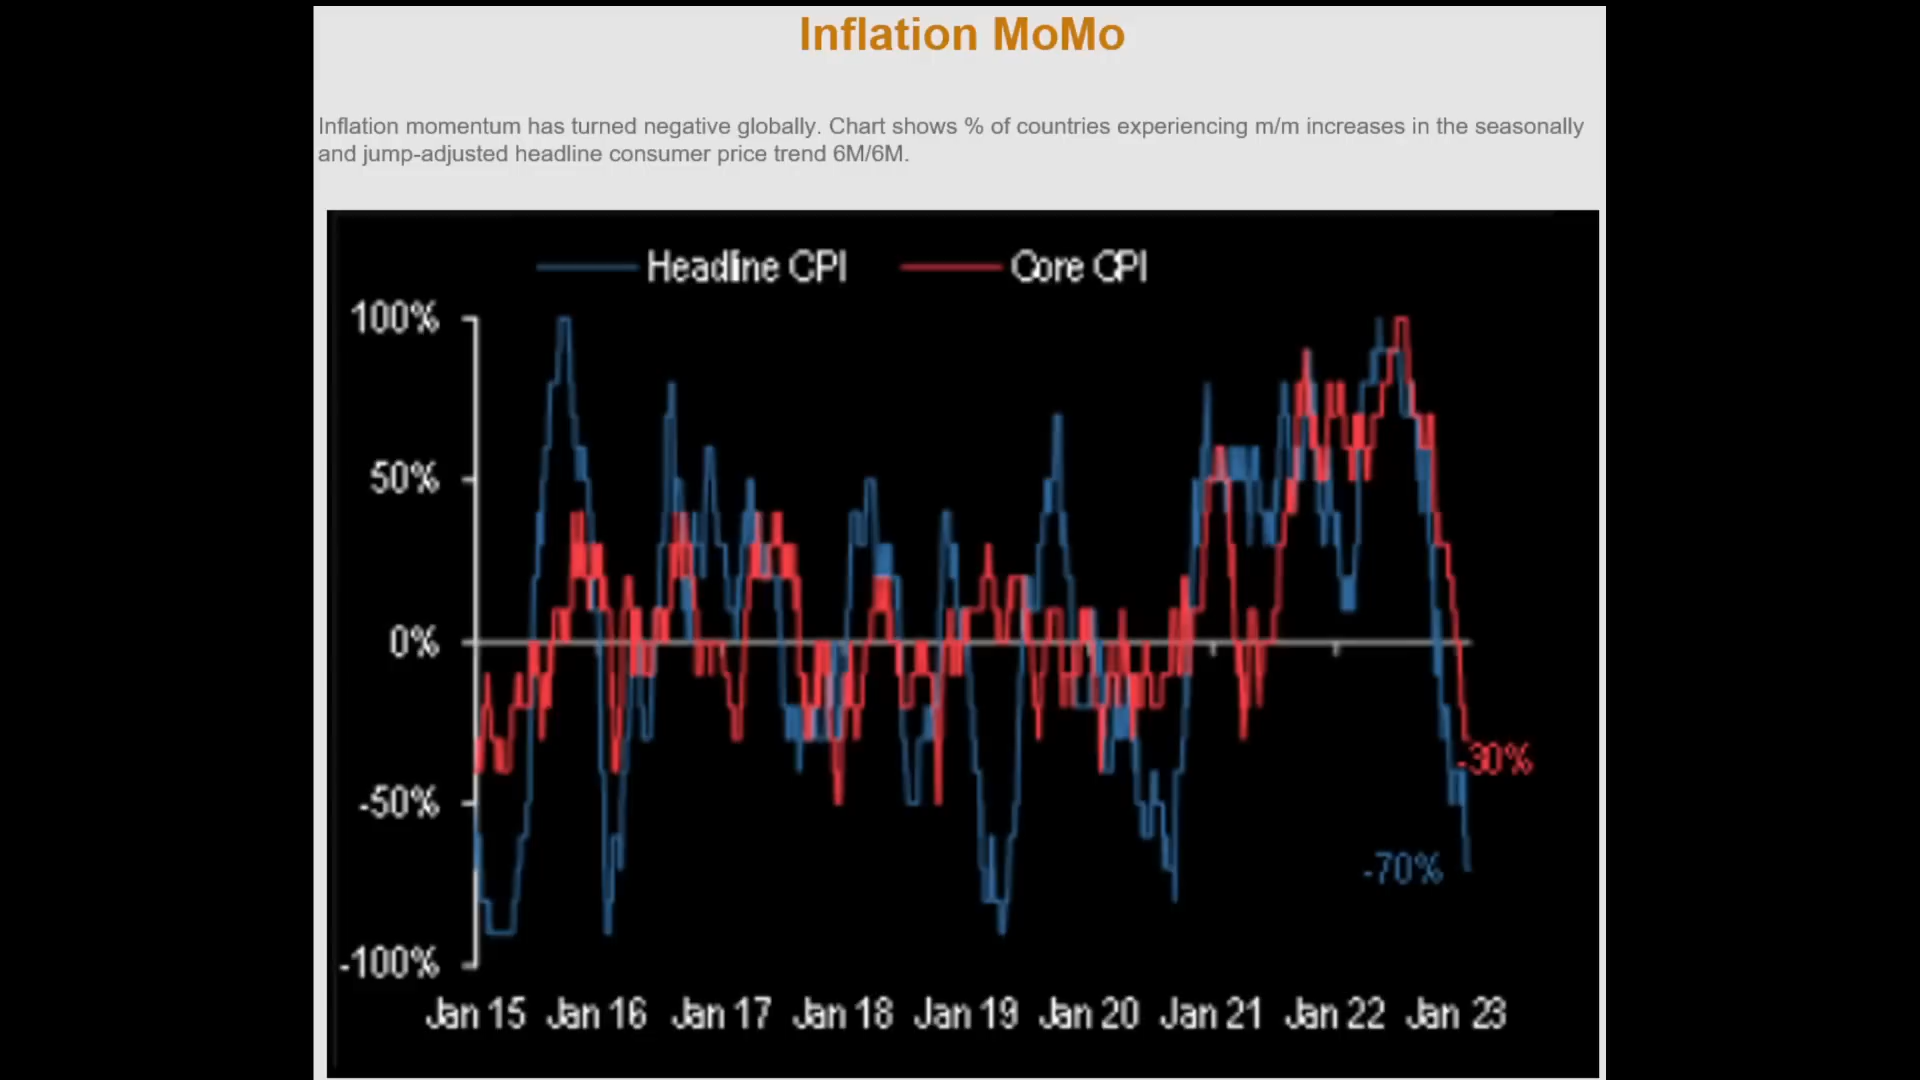 Inflation MoMo
Inflation momentum has turned negative globally. Chart shows % of countries experiencing m/m increases in the seasonally
and jump-adjusted headline consumer price trend 6M/6M.
Headline CPI Core CPI
100%
50%
0%
-50%
-100%
-30%
-70%
Jan 15 Jan 16 Jan 17 Jan 18 Jan 19 Jan 20 Jan 21 Jan 22 Jan 23